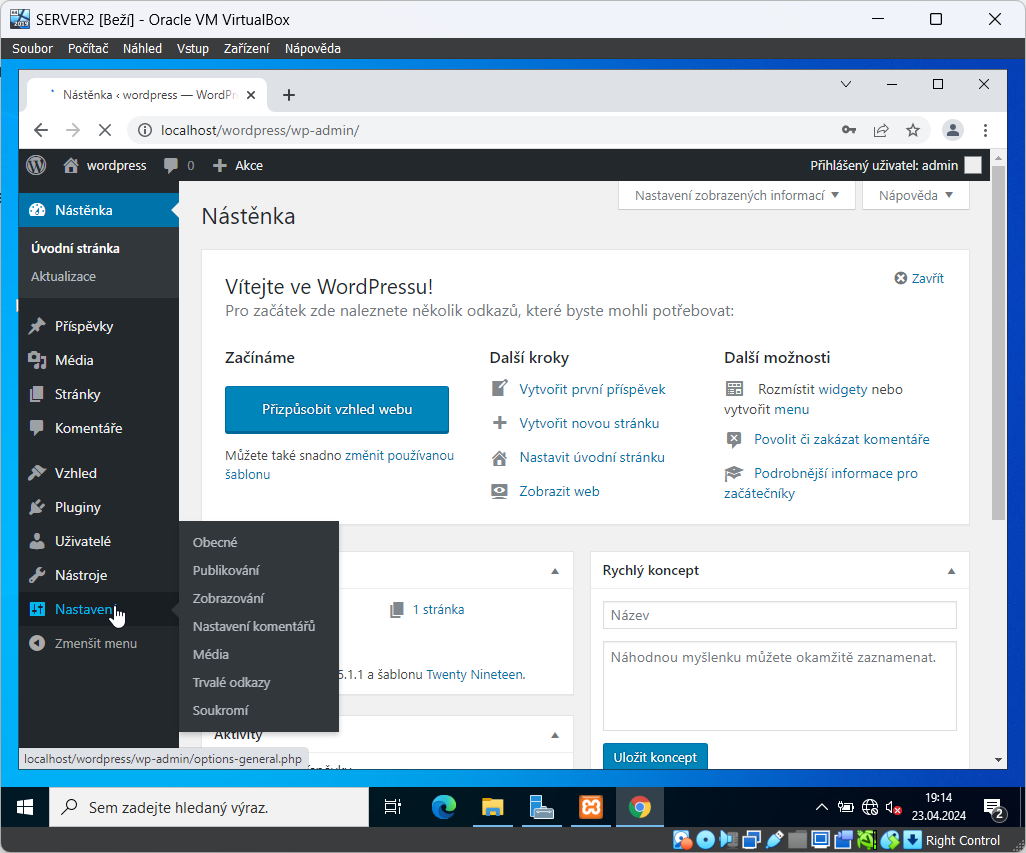 SERVER2 [Beží] - Oracle VM VirtualBox
Soubor Počítač Náhled Vstup Zařízení Nápověda
Nástěnka ‹ wordpress — WordPr
localhost/wordpress/wp-admin/
wordpress 0 Akce Přihlášený uživatel: admin
Nastavení zobrazených informací Nápověda
Nástěnka
Úvodní stránka
Aktualizace
Příspěvky
Média
Stránky
Komentáře
Vzhled
Pluginy
Uživatelé
Nástroje
Nastavení
Zmenšit menu
Obecné
Publikování
Zobrazování
Nastavení komentářů
Média
Trvalé odkazy
Soukromí
Nástěnka
Vítejte ve WordPressu!
Zavřít
Pro začátek zde naleznete několik odkazů, které byste mohli potřebovat:
Začínáme
Přizpůsobit vzhled webu
Můžete také snadno změnit používanou
šablonu
Další kroky
Vytvořit první příspěvek
Vytvořit novou stránku
Nastavit úvodní stránku
Zobrazit web
Další možnosti
Rozmístit widgety nebo
vytvořit menu
Povolit či zakázat komentáře
Podrobnější informace pro
začátečníky
1 stránka
5.1.1 a šablonu Twenty Nineteen.
Aktivity
Rychlý koncept
Název
Náhodnou myšlenku můžete okamžitě zaznamenat.
Uložit koncept
localhost/wordpress/wp-admin/options-general.php
Sem zadejte hledaný výraz.
19:14
23.04.2024
2
Right Control